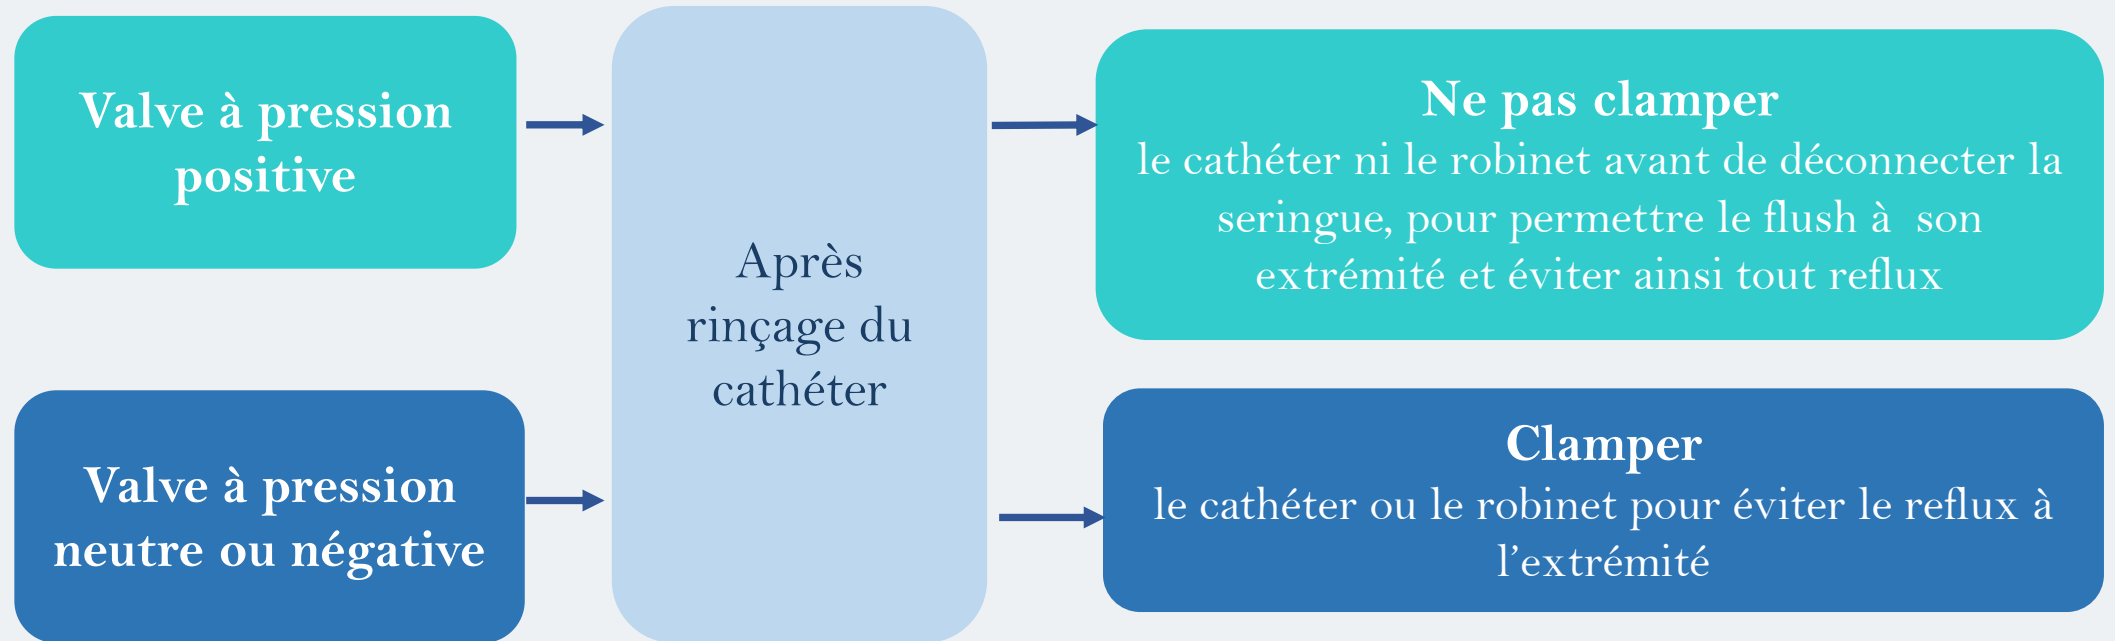 Valve à pression
positive
Après
rinçage du
cathéter
Ne pas clamper
le cathéter ni le robinet avant de déconnecter la
seringue, pour permettre le flush à  son
extrémité et éviter ainsi tout reflux
Valve à pression
neutre ou négative
Clamper
le cathéter ou le robinet pour éviter le reflux à
l’extrémité